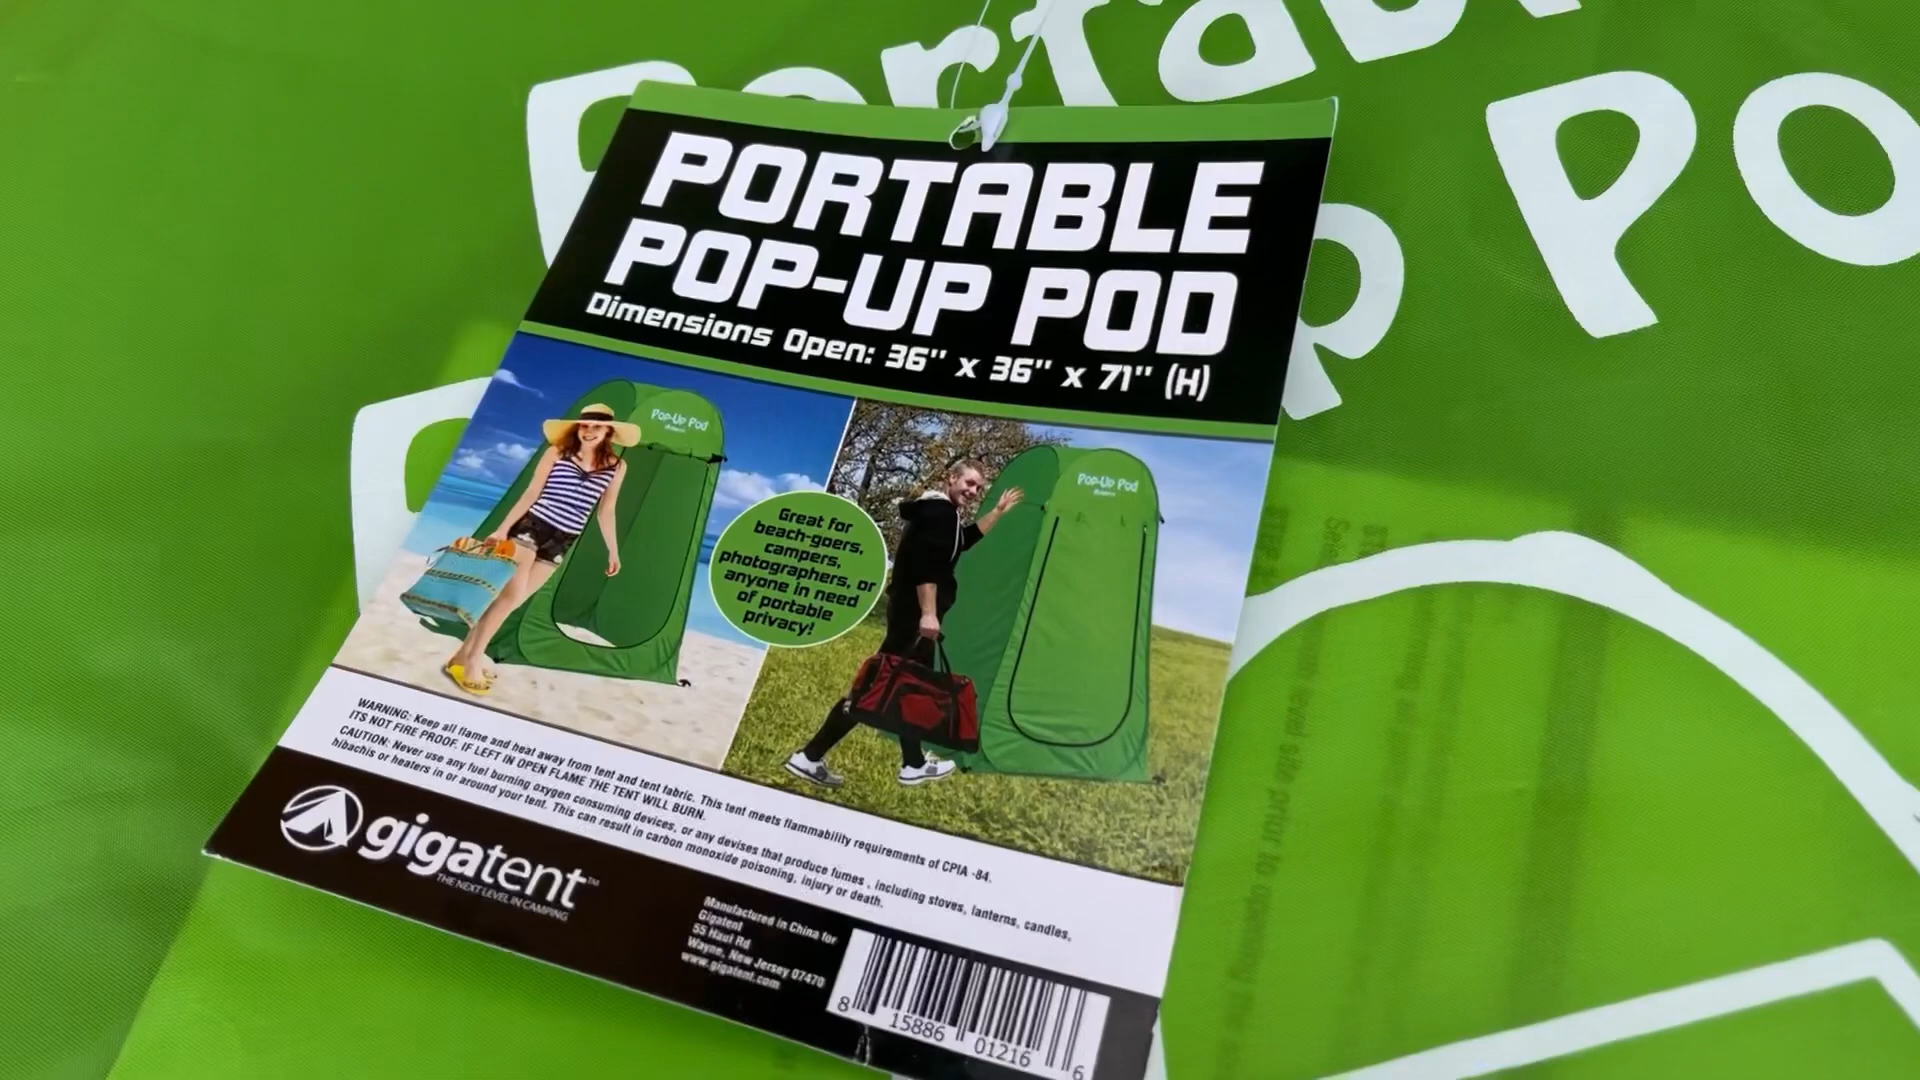 Portab
Pop Po
PORTABLE
POP-UP POD
Dimensions Open: 36" x 36" x 71" (H)
Pop-Up Pod
Pop-Up Pod
Great for
beach-goers,
campers,
photographers, or
anyone in need
of portable
privacy!
WARNING: Keep all flame and heat away from tent and tent fabric. This tent meets flammability requirements of CPIA -84.
ITS NOT FIRE PROOF. IF LEFT IN OPEN FLAME THE TENT WILL BURN.
CAUTION: Never use any fuel burning oxygen consuming devices, or any devises that produce fumes , including stoves, lanterns, candles,
hibachis or heaters in or around your tent. This can result in carbon monoxide poisoning, injury or death.
gigatent™
THE NEXT LEVEL IN CAMPING
Manufactured in China for
Gigatent
55 Haul Rd
Wayne, New Jersey 07470
www.gigatent.com
8 15886 01216 6